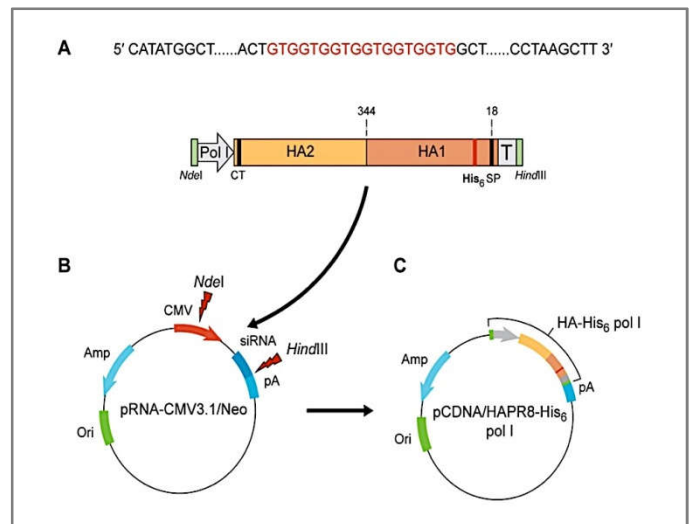 A 5′ CATATGGCT......ACTGTGGTGGTGGTGGTGGTGGCT......CCTAAGCTT 3′
344 18
Pol I HA2 HA1 T
NdeI CT His₆ SP HindIII
B
NdeI
CMV
siRNA
HindIII
Amp
pA
pRNA-CMV3.1/Neo
Ori
C
HA-His₆ pol I
Amp
pA
pCDNA/HAPR8-His₆
pol I
Ori